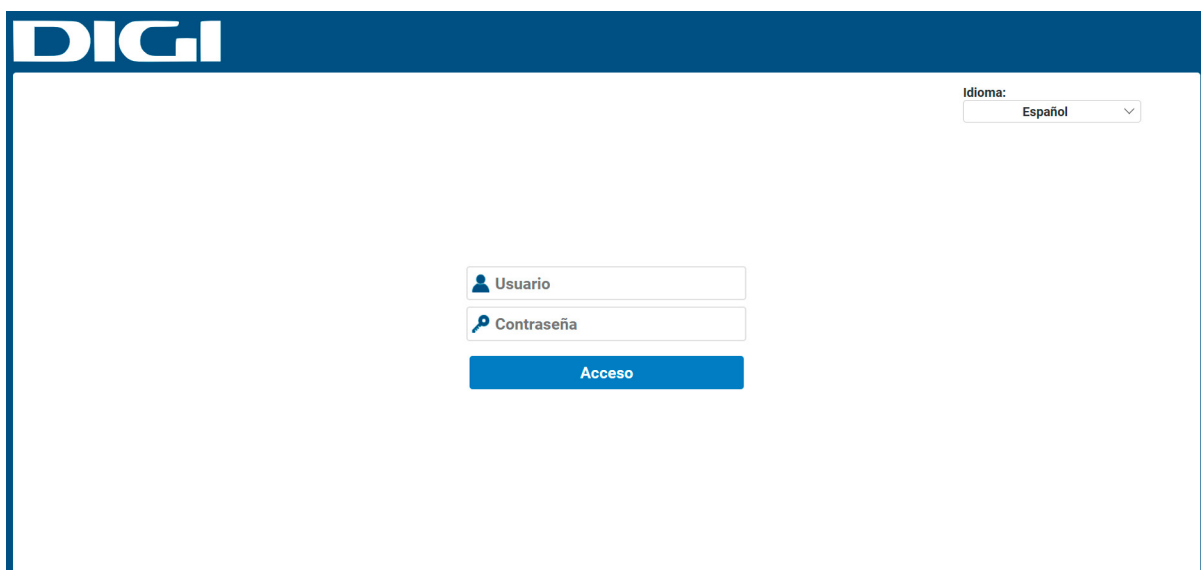 DIGI
Idioma:
Español
Usuario
Contraseña
Acceso